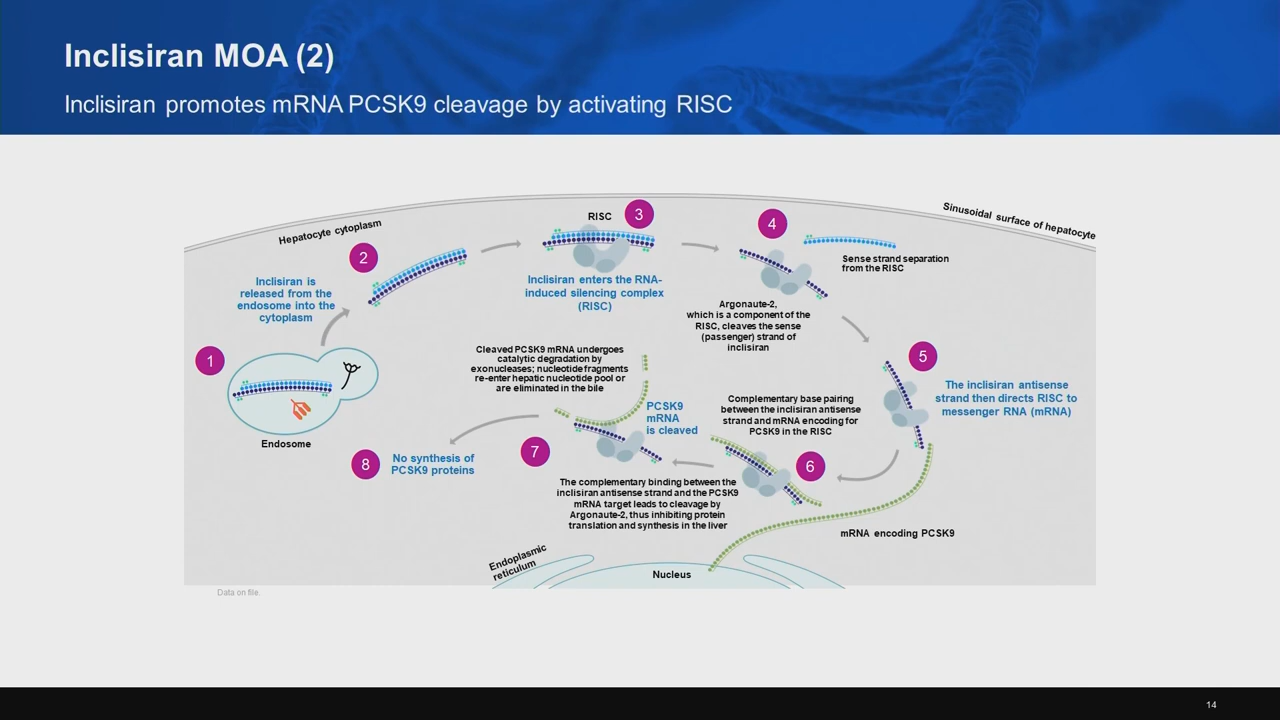 Inclisiran MOA (2)
Inclisiran promotes mRNA PCSK9 cleavage by activating RISC
Hepatocyte cytoplasm
Sinusoidal surface of hepatocyte
1
Endosome
2
Inclisiran is
released from the
endosome into the
cytoplasm
RISC
3
Inclisiran enters the RNA-
induced silencing complex
(RISC)
4
Sense strand separation
from the RISC
Argonaute-2,
which is a component of the
RISC, cleaves the sense
(passenger) strand of
inclisiran
5
The inclisiran antisense
strand then directs RISC to
messenger RNA (mRNA)
Complementary base pairing
between the inclisiran antisense
strand and mRNA encoding for
PCSK9 in the RISC
6
mRNA encoding PCSK9
Cleaved PCSK9 mRNA undergoes
catalytic degradation by
exonucleases; nucleotide fragments
re-enter hepatic nucleotide pool or
are eliminated in the bile
PCSK9
mRNA
is cleaved
7
The complementary binding between the
inclisiran antisense strand and the PCSK9
mRNA target leads to cleavage by
Argonaute-2, thus inhibiting protein
translation and synthesis in the liver
8
No synthesis of
PCSK9 proteins
Endoplasmic
reticulum
Nucleus
Data on file.
14